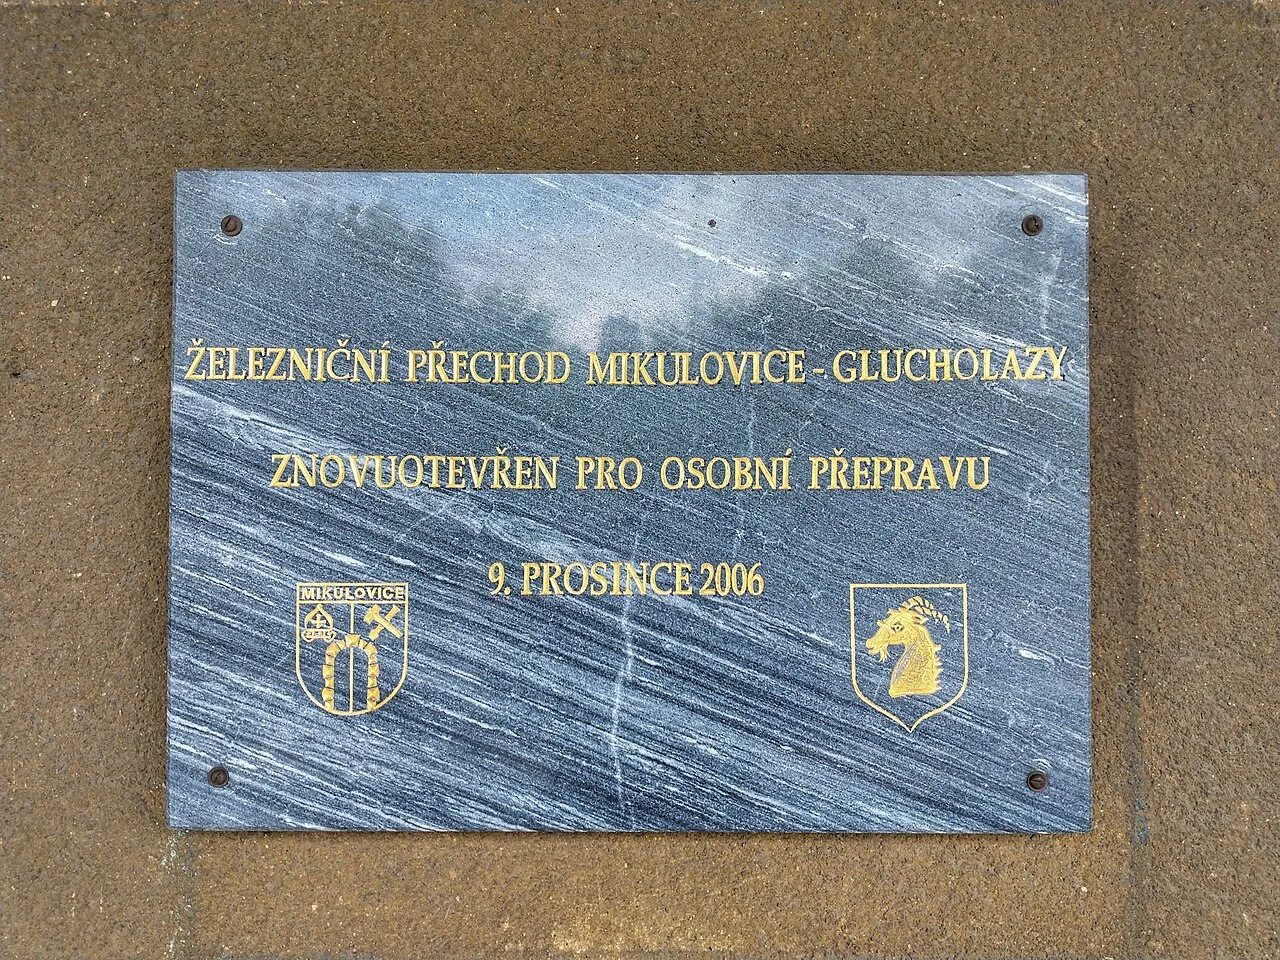 ŽELEZNIČNÍ PŘECHOD MIKULOVICE - GLUCHOLAZY
ZNOVUOTEVŘEN PRO OSOBNÍ PŘEPRAVU
9. PROSINCE 2006
MIKULOVICE